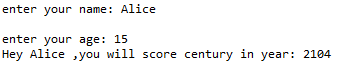 enter your name: Alice
enter your age: 15
Hey Alice ,you will score century in year: 2104